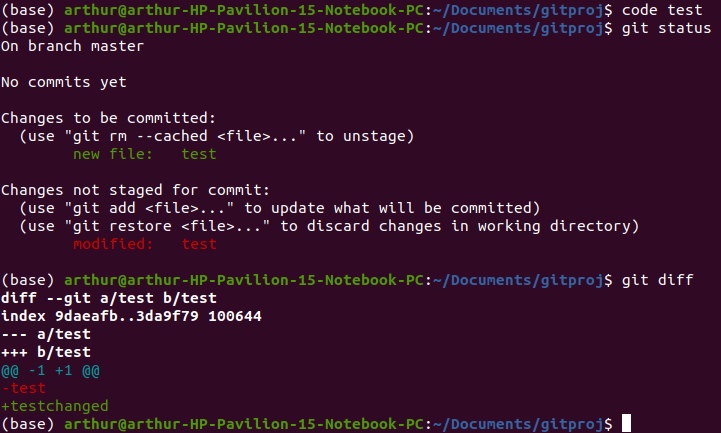 (base) arthur@arthur-HP-Pavilion-15-Notebook-PC:~/Documents/gitproj$ code test
(base) arthur@arthur-HP-Pavilion-15-Notebook-PC:~/Documents/gitproj$ git status
On branch master

No commits yet

Changes to be committed:
  (use "git rm --cached <file>..." to unstage)
        new file:   test

Changes not staged for commit:
  (use "git add <file>..." to update what will be committed)
  (use "git restore <file>..." to discard changes in working directory)
        modified:   test

(base) arthur@arthur-HP-Pavilion-15-Notebook-PC:~/Documents/gitproj$ git diff
diff --git a/test b/test
index 9daeafb..3da9f79 100644
--- a/test
+++ b/test
@@ -1 +1 @@
-test
+testchanged
(base) arthur@arthur-HP-Pavilion-15-Notebook-PC:~/Documents/gitproj$